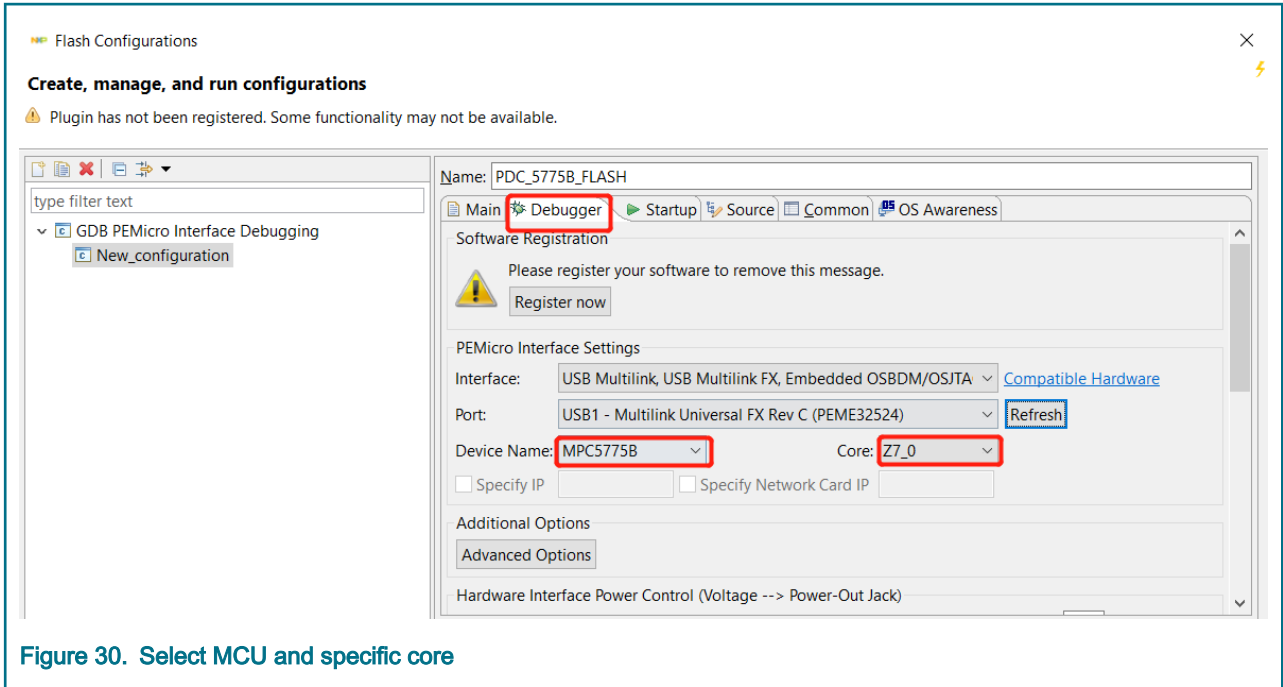 NXP Flash Configurations
Create, manage, and run configurations
Plugin has not been registered. Some functionality may not be available.
type filter text
GDB PEMicro Interface Debugging
New_configuration
Name: PDC_5775B_FLASH
Main Debugger Startup Source Common OS Awareness
Software Registration
Please register your software to remove this message.
Register now
PEMicro Interface Settings
Interface: USB Multilink, USB Multilink FX, Embedded OSBDM/OSJTA Compatible Hardware
Port: USB1 - Multilink Universal FX Rev C (PEME32524) Refresh
Device Name: MPC5775B Core: Z7_0
Specify IP Specify Network Card IP
Additional Options
Advanced Options
Hardware Interface Power Control (Voltage --> Power-Out Jack)
Figure 30. Select MCU and specific core